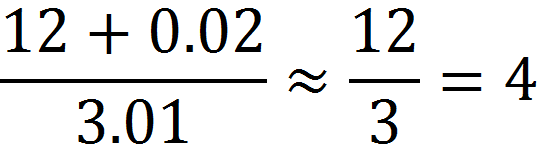 12 + 0.02 / 3.01 ≈ 12 / 3 = 4